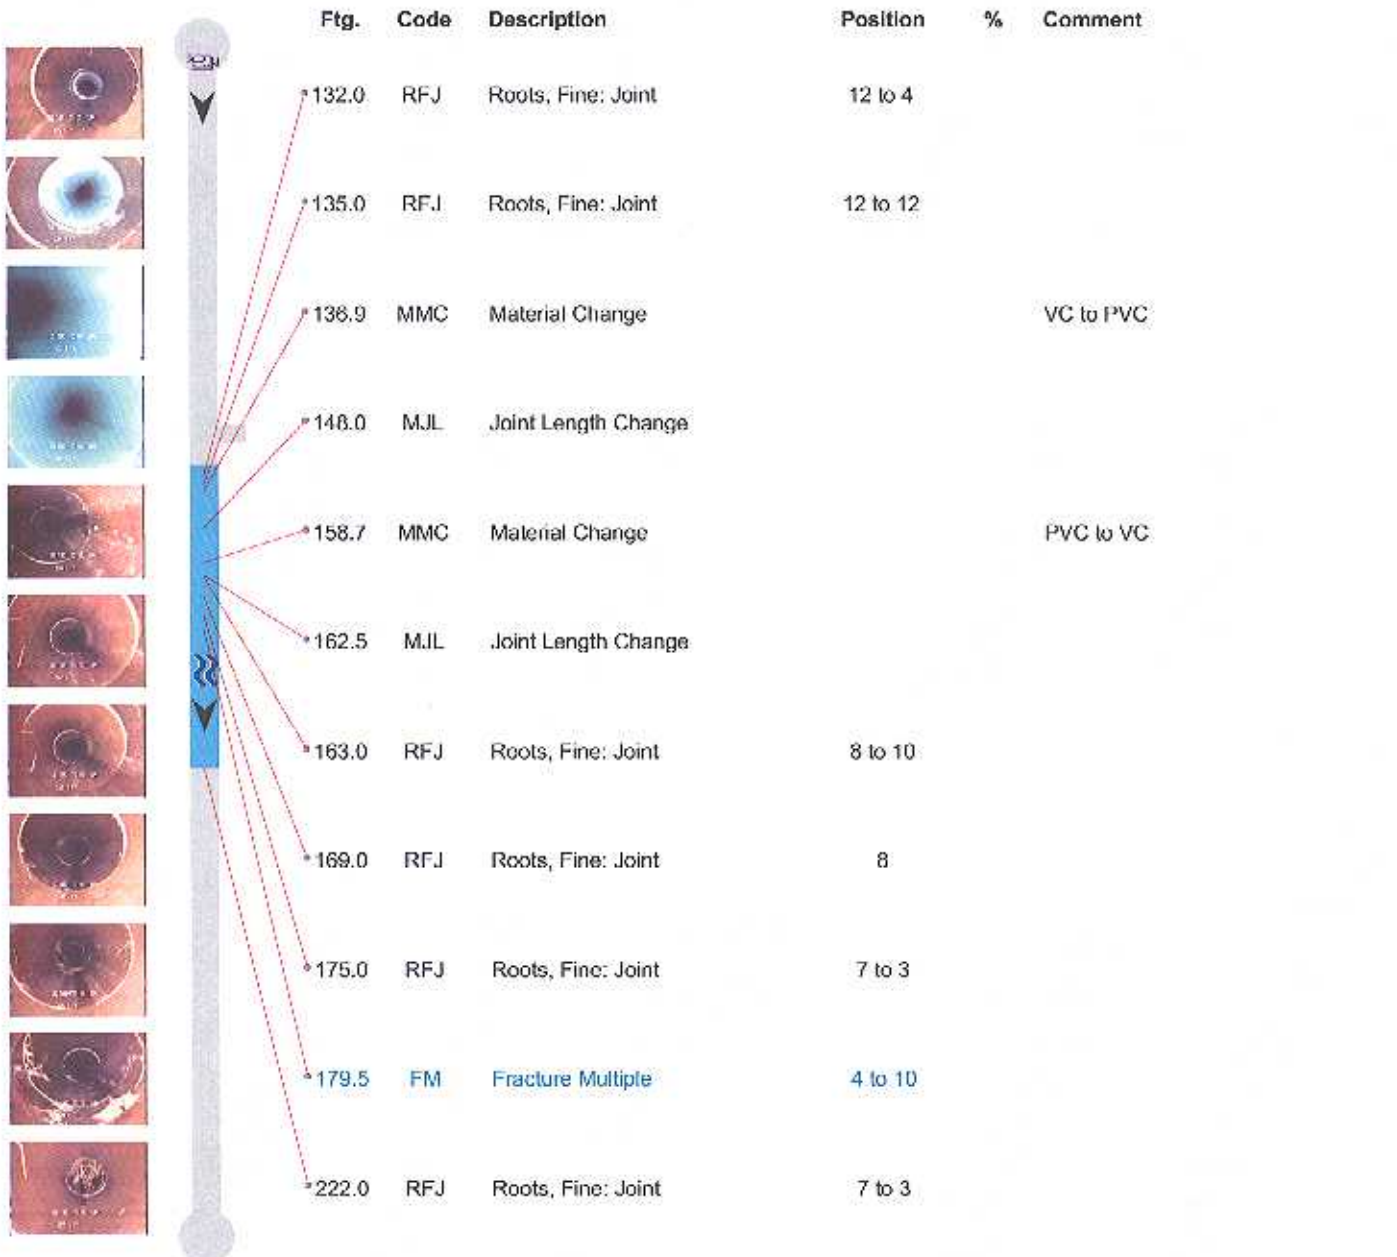 Ftg. Code Description Position % Comment
132.0 RFJ Roots, Fine: Joint 12 to 4
135.0 RFJ Roots, Fine: Joint 12 to 12
136.9 MMC Material Change VC to PVC
148.0 MJL Joint Length Change
158.7 MMC Material Change PVC to VC
162.5 MJL Joint Length Change
163.0 RFJ Roots, Fine: Joint 8 to 10
169.0 RFJ Roots, Fine: Joint 8
175.0 RFJ Roots, Fine: Joint 7 to 3
179.5 FM Fracture Multiple 4 to 10
222.0 RFJ Roots, Fine: Joint 7 to 3